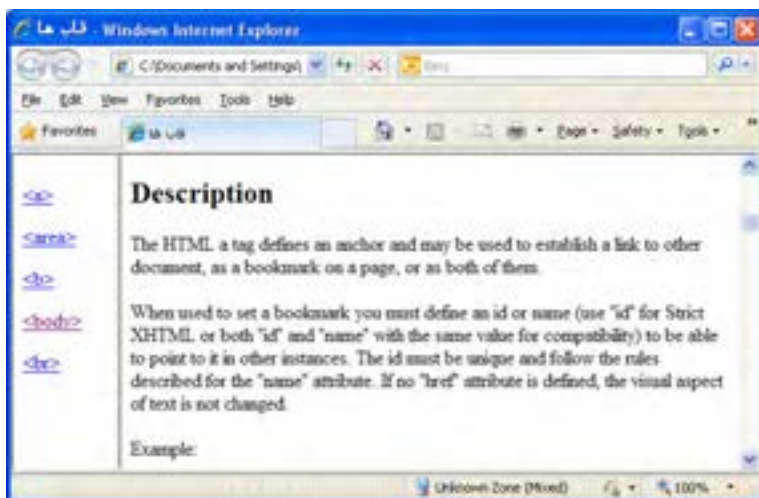 قالب ها - Windows Internet Explorer
C:\Documents and Settings\
Bing
File Edit View Favorites Tools Help
Favorites
قالب ها
Page Safety Tools
<a>
<area>
<b>
<body>
<br>
Description
The HTML a tag defines an anchor and may be used to establish a link to other
document, as a bookmark on a page, or as both of them.
When used to set a bookmark you must define an id or name (use "id" for Strict
XHTML or both "id" and "name" with the same value for compatibility) to be able
to point to it in other instances. The id must be unique and follow the rules
described for the "name" attribute. If no "href" attribute is defined, the visual aspect
of text is not changed.
Example:
Unknown Zone (Mixed)
100%